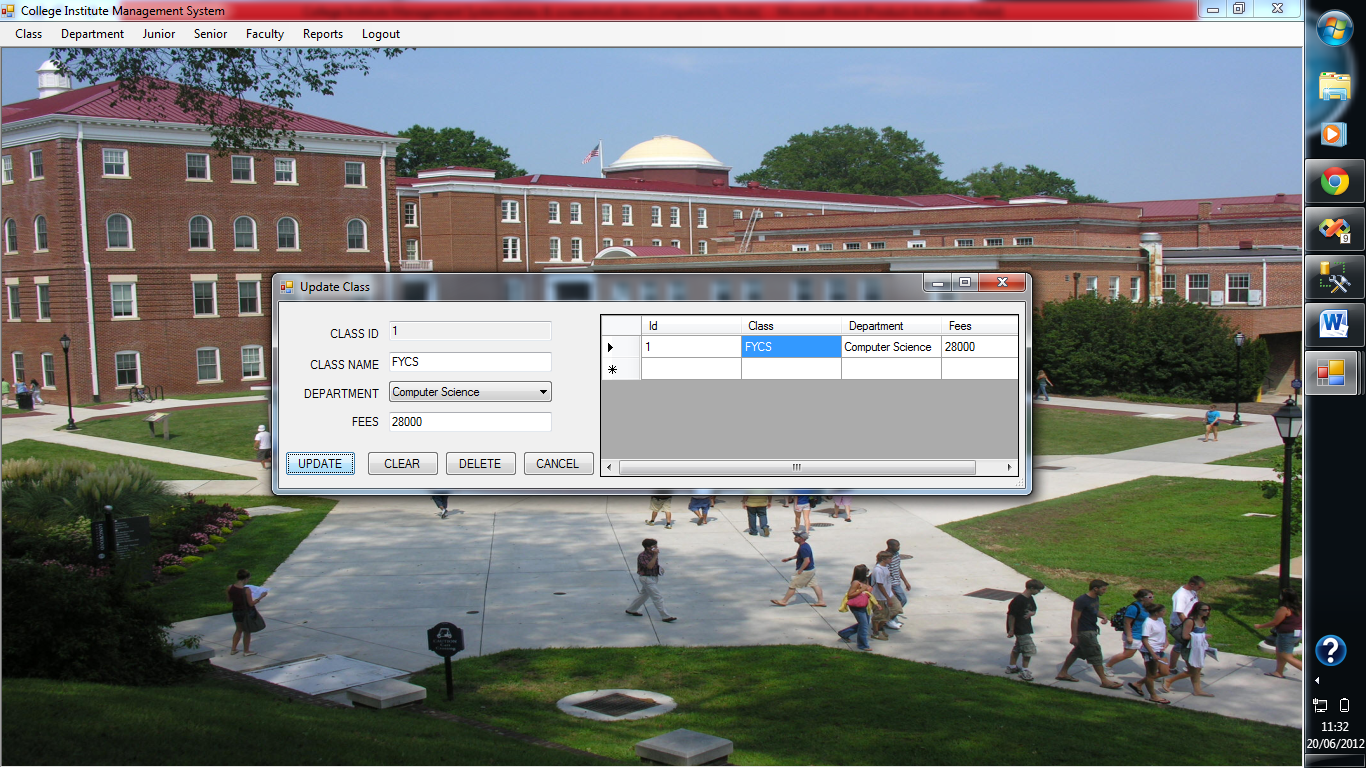 College Institute Management System
Class Department Junior Senior Faculty Reports Logout
Update Class
CLASS ID 1
CLASS NAME FYCS
DEPARTMENT Computer Science
FEES 28000
UPDATE CLEAR DELETE CANCEL
Id Class Department Fees
1 FYCS Computer Science 28000
9
W
?
11:32
20/06/2012